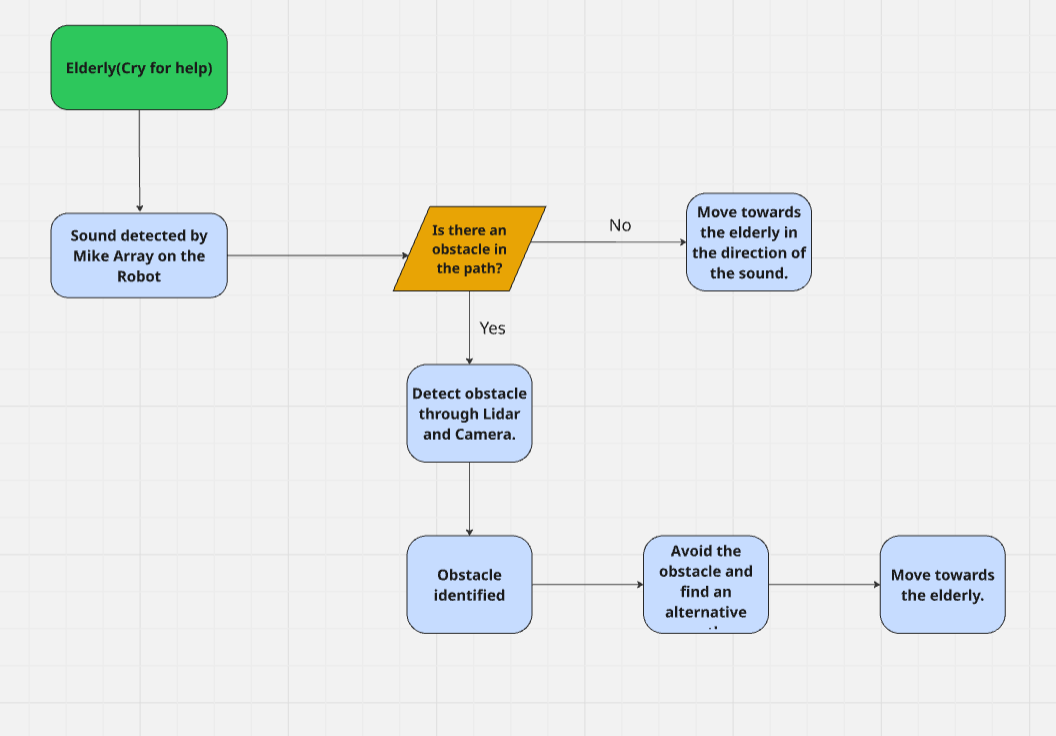 Elderly(Cry for help)
Sound detected by
Mike Array on the
Robot
Is there an
obstacle in
the path?
No
Move towards
the elderly in
the direction of
the sound.
Yes
Detect obstacle
through Lidar
and Camera.
Obstacle
identified
Avoid the
obstacle and
find an
alternative
Move towards
the elderly.